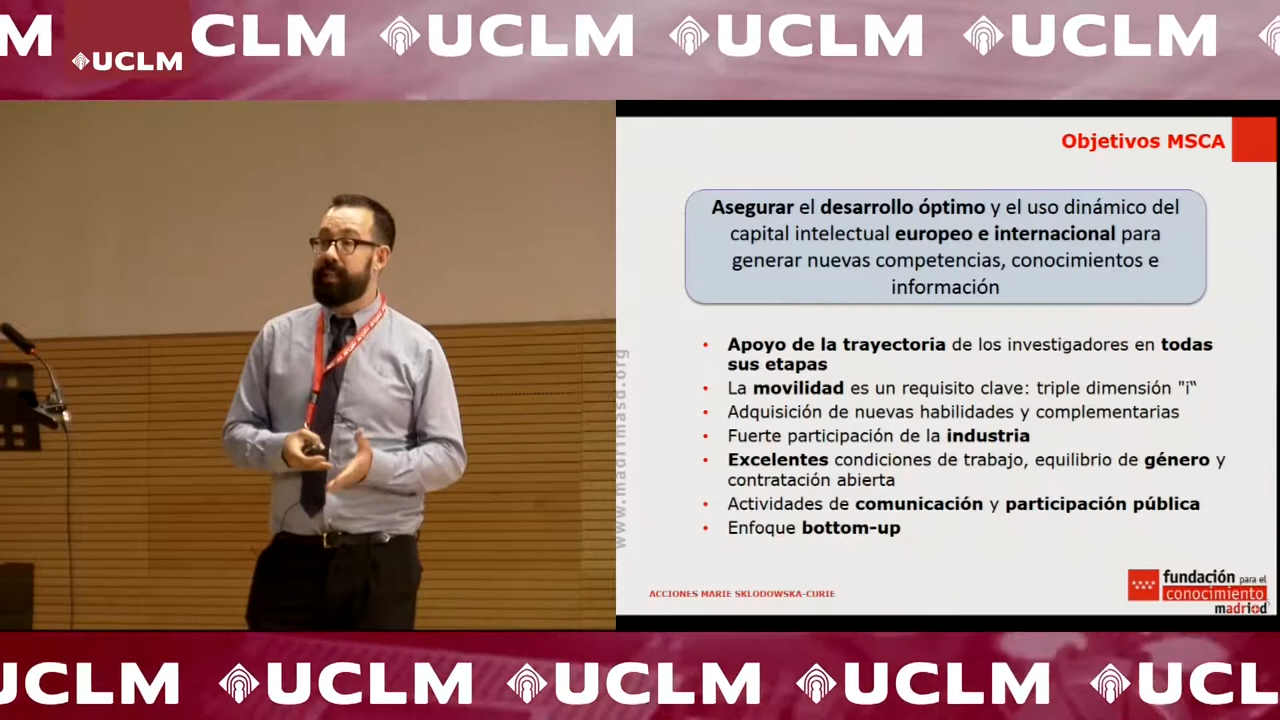 M CLM UCLM UCLM UCLM
UCLM
Objetivos MSCA
Asegurar el desarrollo óptimo y el uso dinámico del
capital intelectual europeo e internacional para
generar nuevas competencias, conocimientos e
información
• Apoyo de la trayectoria de los investigadores en todas
sus etapas
• La movilidad es un requisito clave: triple dimensión "i“
• Adquisición de nuevas habilidades y complementarias
• Fuerte participación de la industria
• Excelentes condiciones de trabajo, equilibrio de género y
contratación abierta
• Actividades de comunicación y participación pública
• Enfoque bottom-up
www.madrimasd.org
ACCIONES MARIE SKLODOWSKA-CURIE
fundación para el
conocimiento
madri+d
UCLM UCLM UCLM UCLM UCL